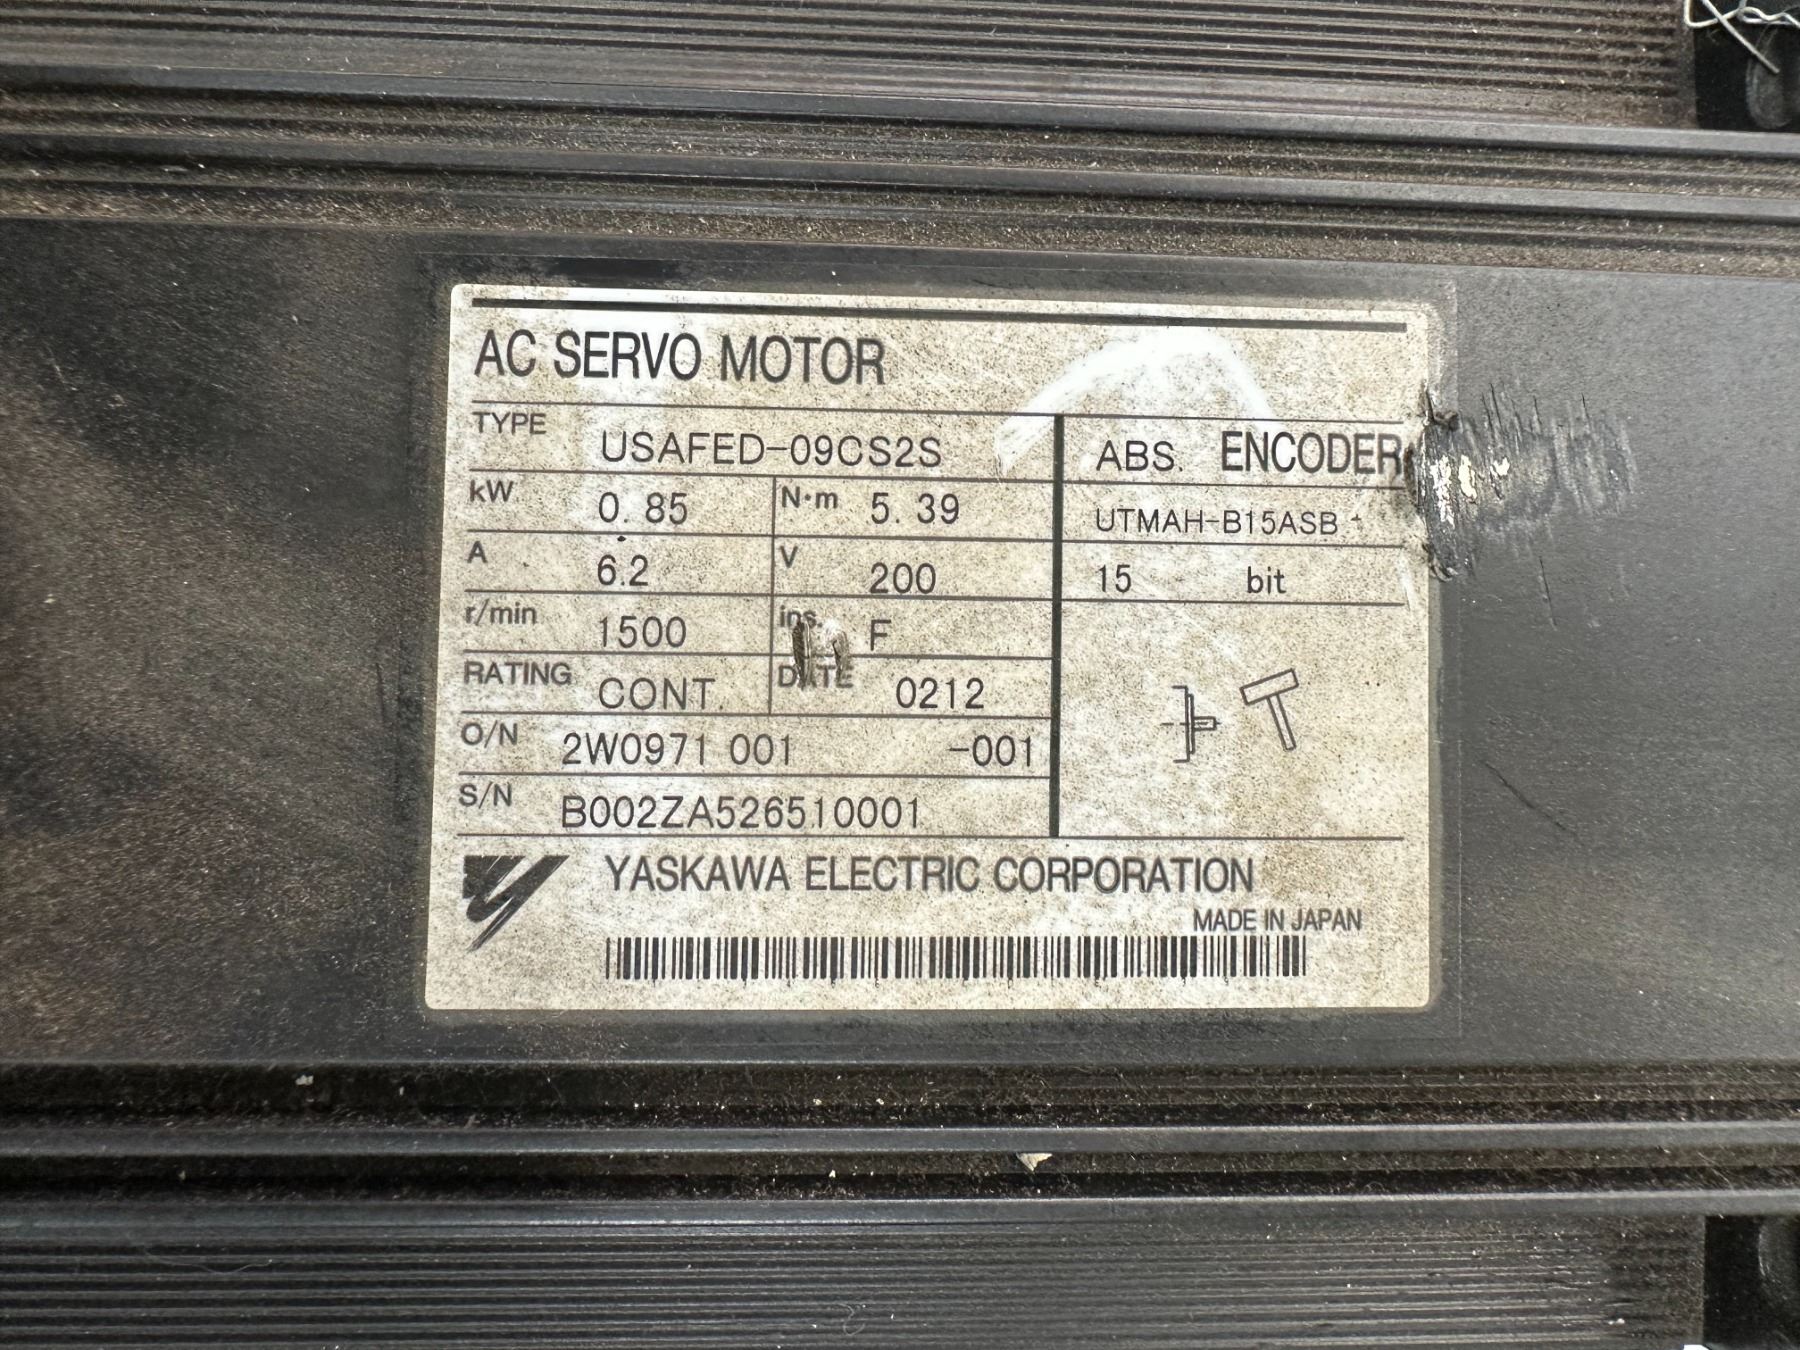 AC SERVO MOTOR
TYPE USAFED-09CS2S
ABS. ENCODER
kW 0.85 N·m 5.39
UTMAH-B15ASB -
A 6.2 V 200
15 bit
r/min 1500 ins. F
RATING CONT. DATE 0212
O/N 2W0971 001 -001
S/N B002ZA526510001
YASKAWA ELECTRIC CORPORATION
MADE IN JAPAN